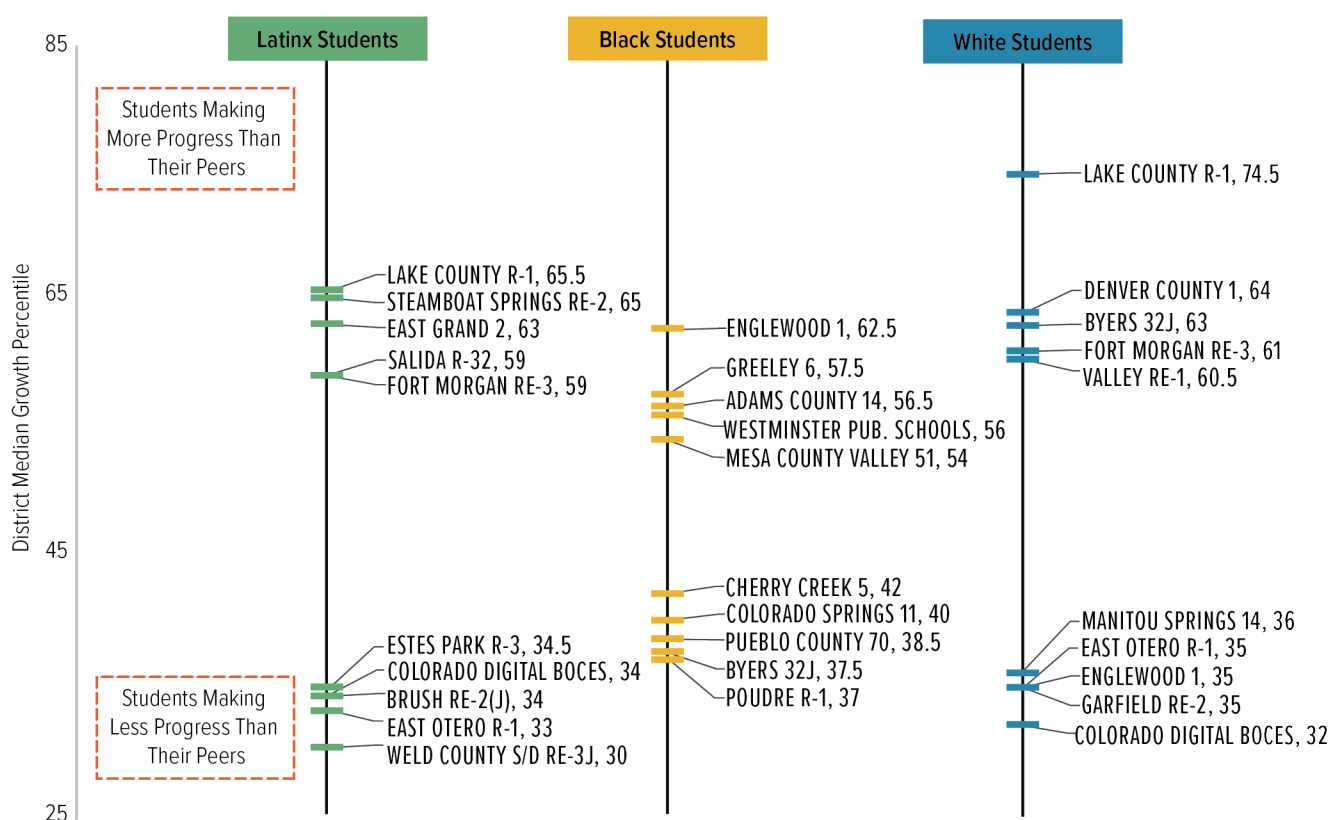 Latinx Students
Black Students
White Students
District Median Growth Percentile
85
65
45
25
Students Making
More Progress Than
Their Peers
Students Making
Less Progress Than
Their Peers
LAKE COUNTY R-1, 65.5
STEAMBOAT SPRINGS RE-2, 65
EAST GRAND 2, 63
SALIDA R-32, 59
FORT MORGAN RE-3, 59
ESTES PARK R-3, 34.5
COLORADO DIGITAL BOCES, 34
BRUSH RE-2(J), 34
EAST OTERO R-1, 33
WELD COUNTY S/D RE-3J, 30
ENGLEWOOD 1, 62.5
GREELEY 6, 57.5
ADAMS COUNTY 14, 56.5
WESTMINSTER PUB. SCHOOLS, 56
MESA COUNTY VALLEY 51, 54
CHERRY CREEK 5, 42
COLORADO SPRINGS 11, 40
PUEBLO COUNTY 70, 38.5
BYERS 32J, 37.5
POUDRE R-1, 37
LAKE COUNTY R-1, 74.5
DENVER COUNTY 1, 64
BYERS 32J, 63
FORT MORGAN RE-3, 61
VALLEY RE-1, 60.5
MANITOU SPRINGS 14, 36
EAST OTERO R-1, 35
ENGLEWOOD 1, 35
GARFIELD RE-2, 35
COLORADO DIGITAL BOCES, 32